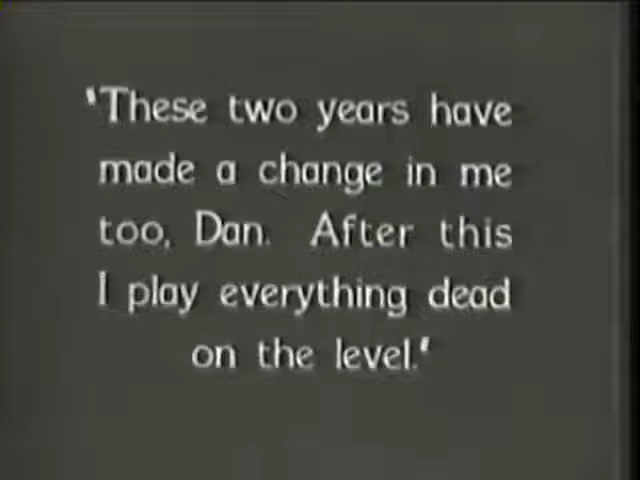 'These two years have
made a change in me
too, Dan. After this
I play everything dead
on the level.'